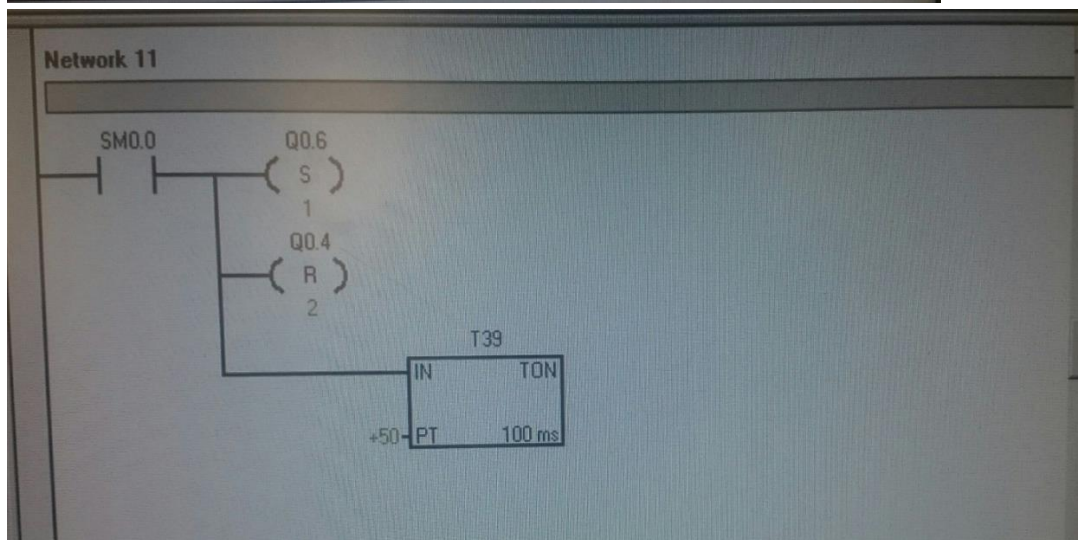 Network 11
SM0.0
Q0.6
S
1
Q0.4
R
2
T39
IN TON
+50 PT 100 ms